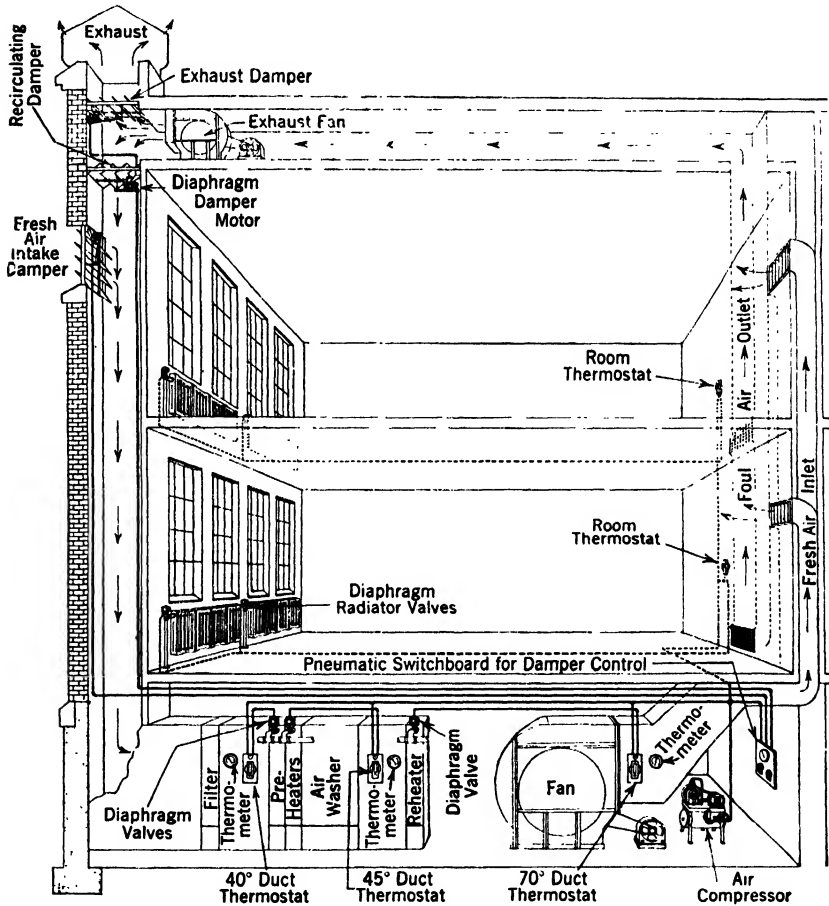 Exhaust
Recirculating
Damper
Exhaust Damper
Exhaust Fan
Diaphragm
Damper
Motor
Fresh
Air
Intake
Damper
Room
Thermostat
Foul Air Outlet
Fresh Air Inlet
Room
Thermostat
Diaphragm
Radiator Valves
Pneumatic Switchboard for Damper Control
Diaphragm
Valves
Filter
Thermo-
meter
Pre-
Heaters
Air
Washer
Thermo-
meter
Reheater
Diaphragm
Valve
Fan
Thermo-
meter
40° Duct
Thermostat
45° Duct
Thermostat
70° Duct
Thermostat
Air
Compressor